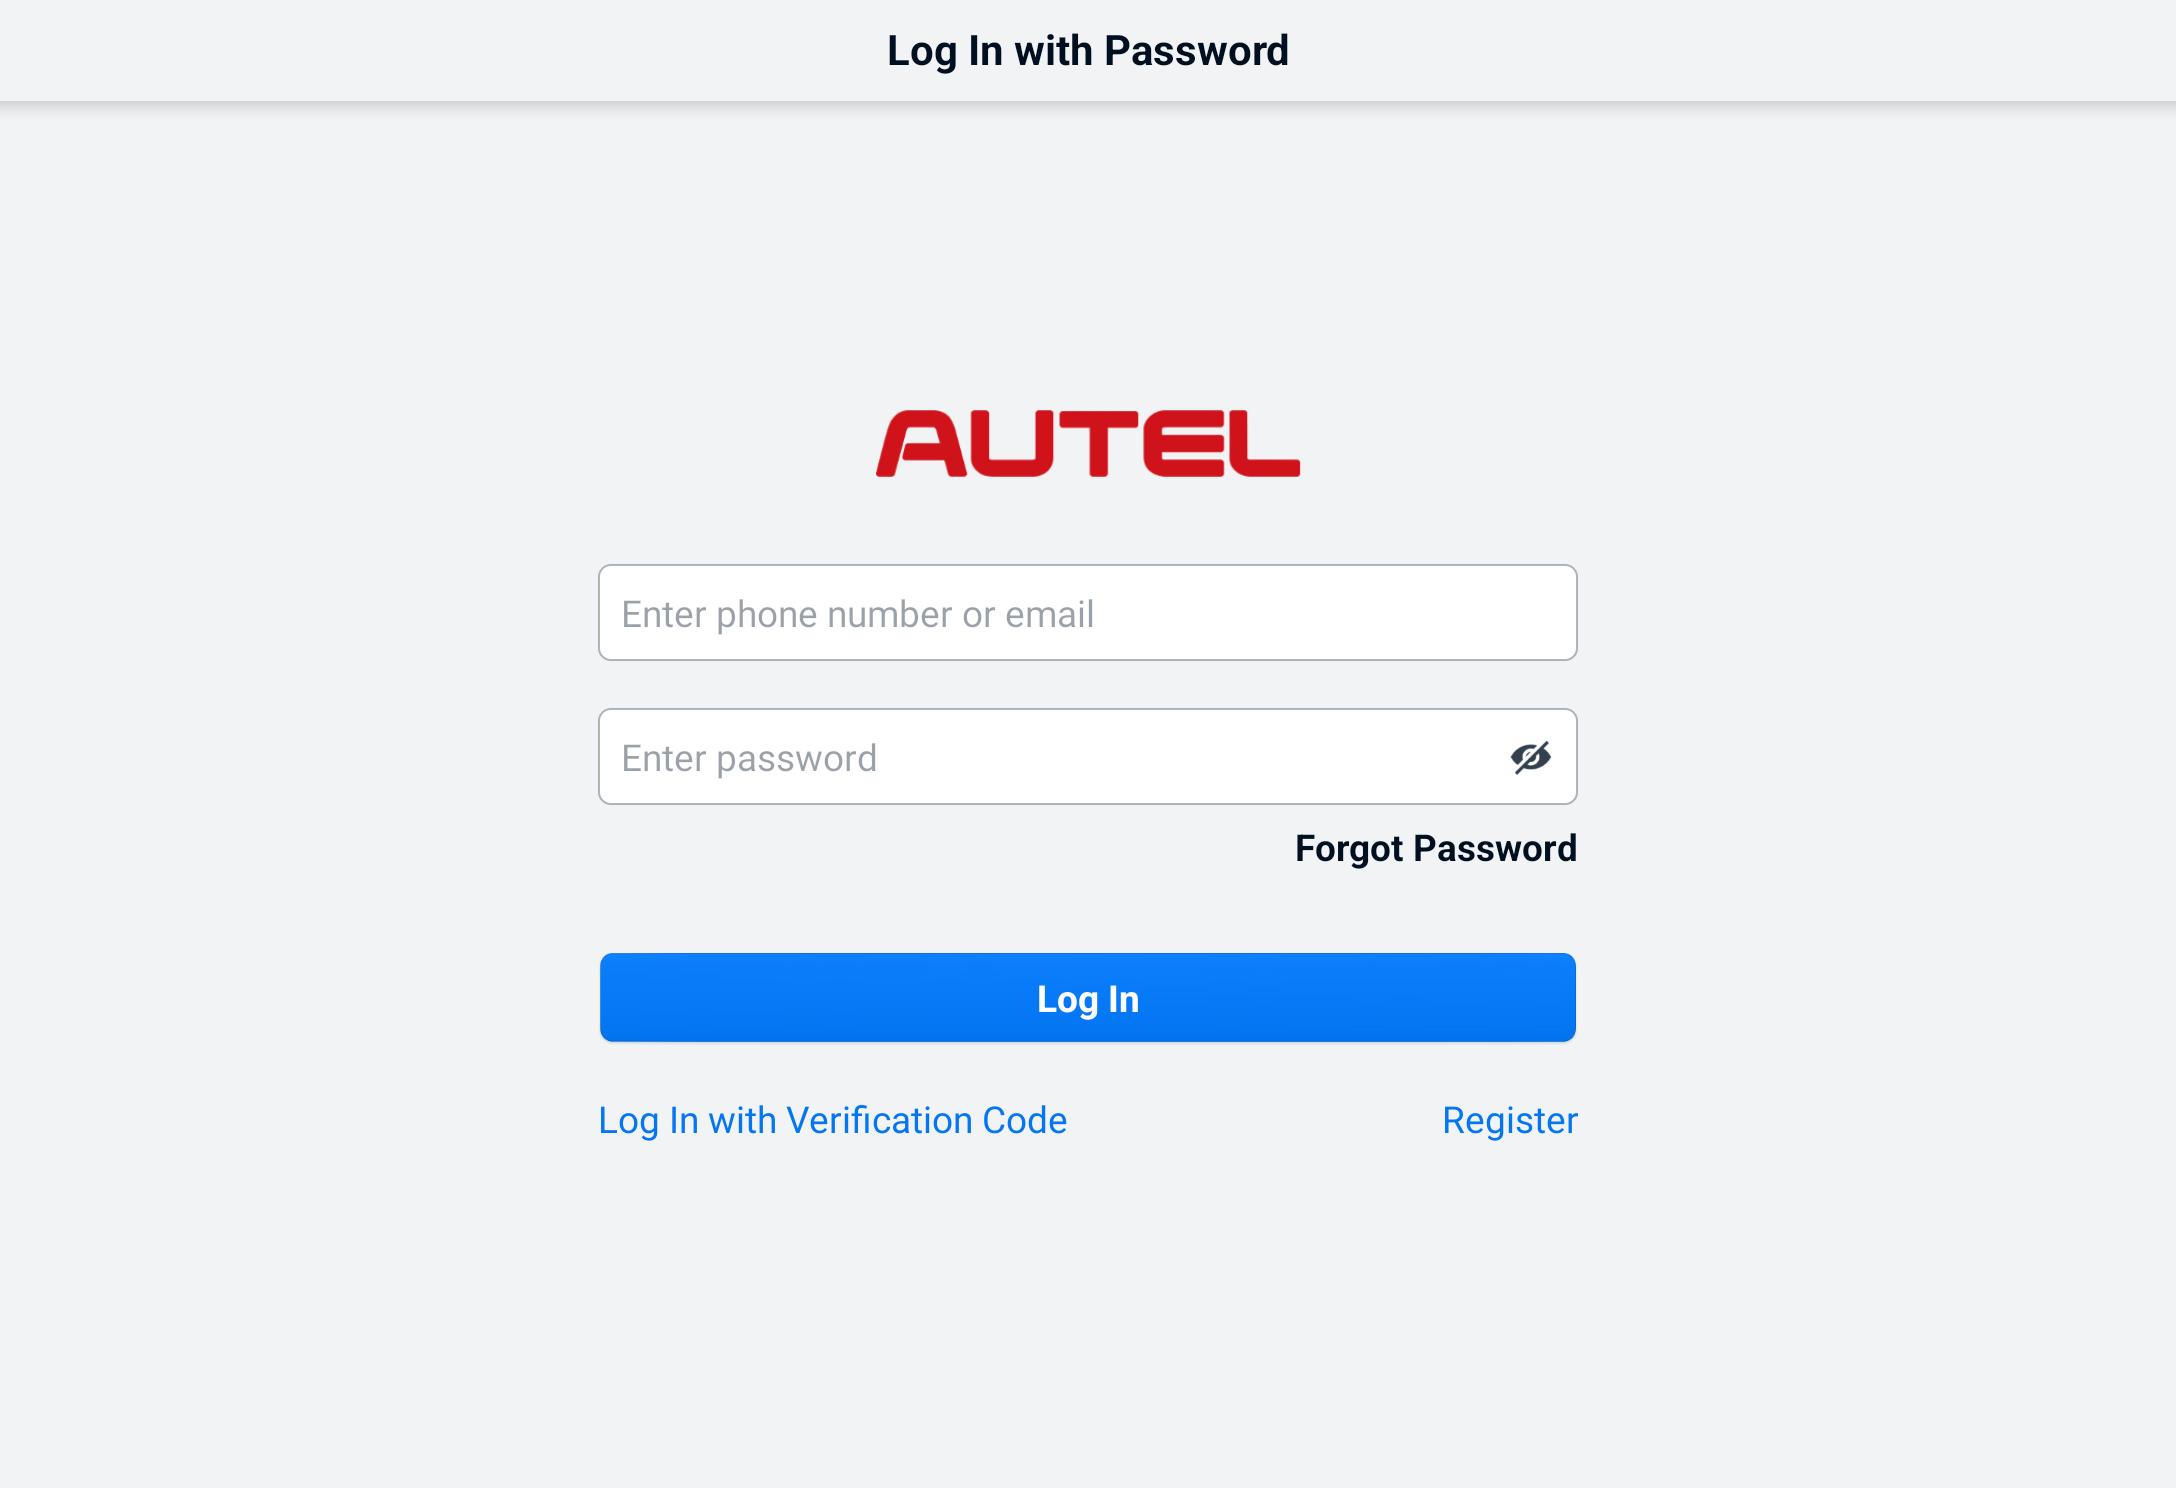 Log In with Password
AUTEL
Enter phone number or email
Enter password
Forgot Password
Log In
Log In with Verification Code
Register